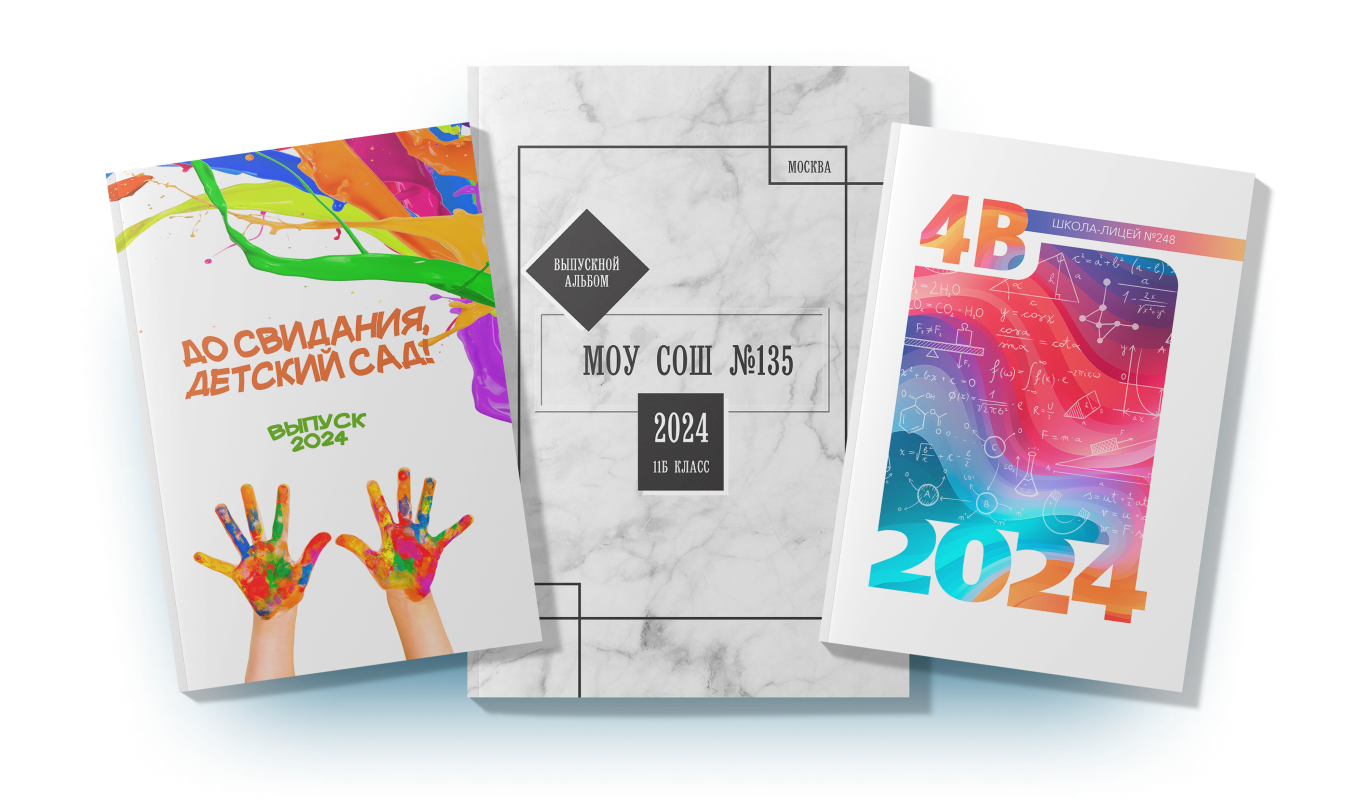 ДО СВИДАНИЯ,
ДЕТСКИЙ САД!
ВЫПУСК
2024
МОСКВА
ВЫПУСКНОЙ
АЛЬБОМ
МОУ СОШ №135
2024
11Б КЛАСС
4В
ШКОЛА-ЛИЦЕЙ №248
y = cosx
F = m·a
A
C
B
2024